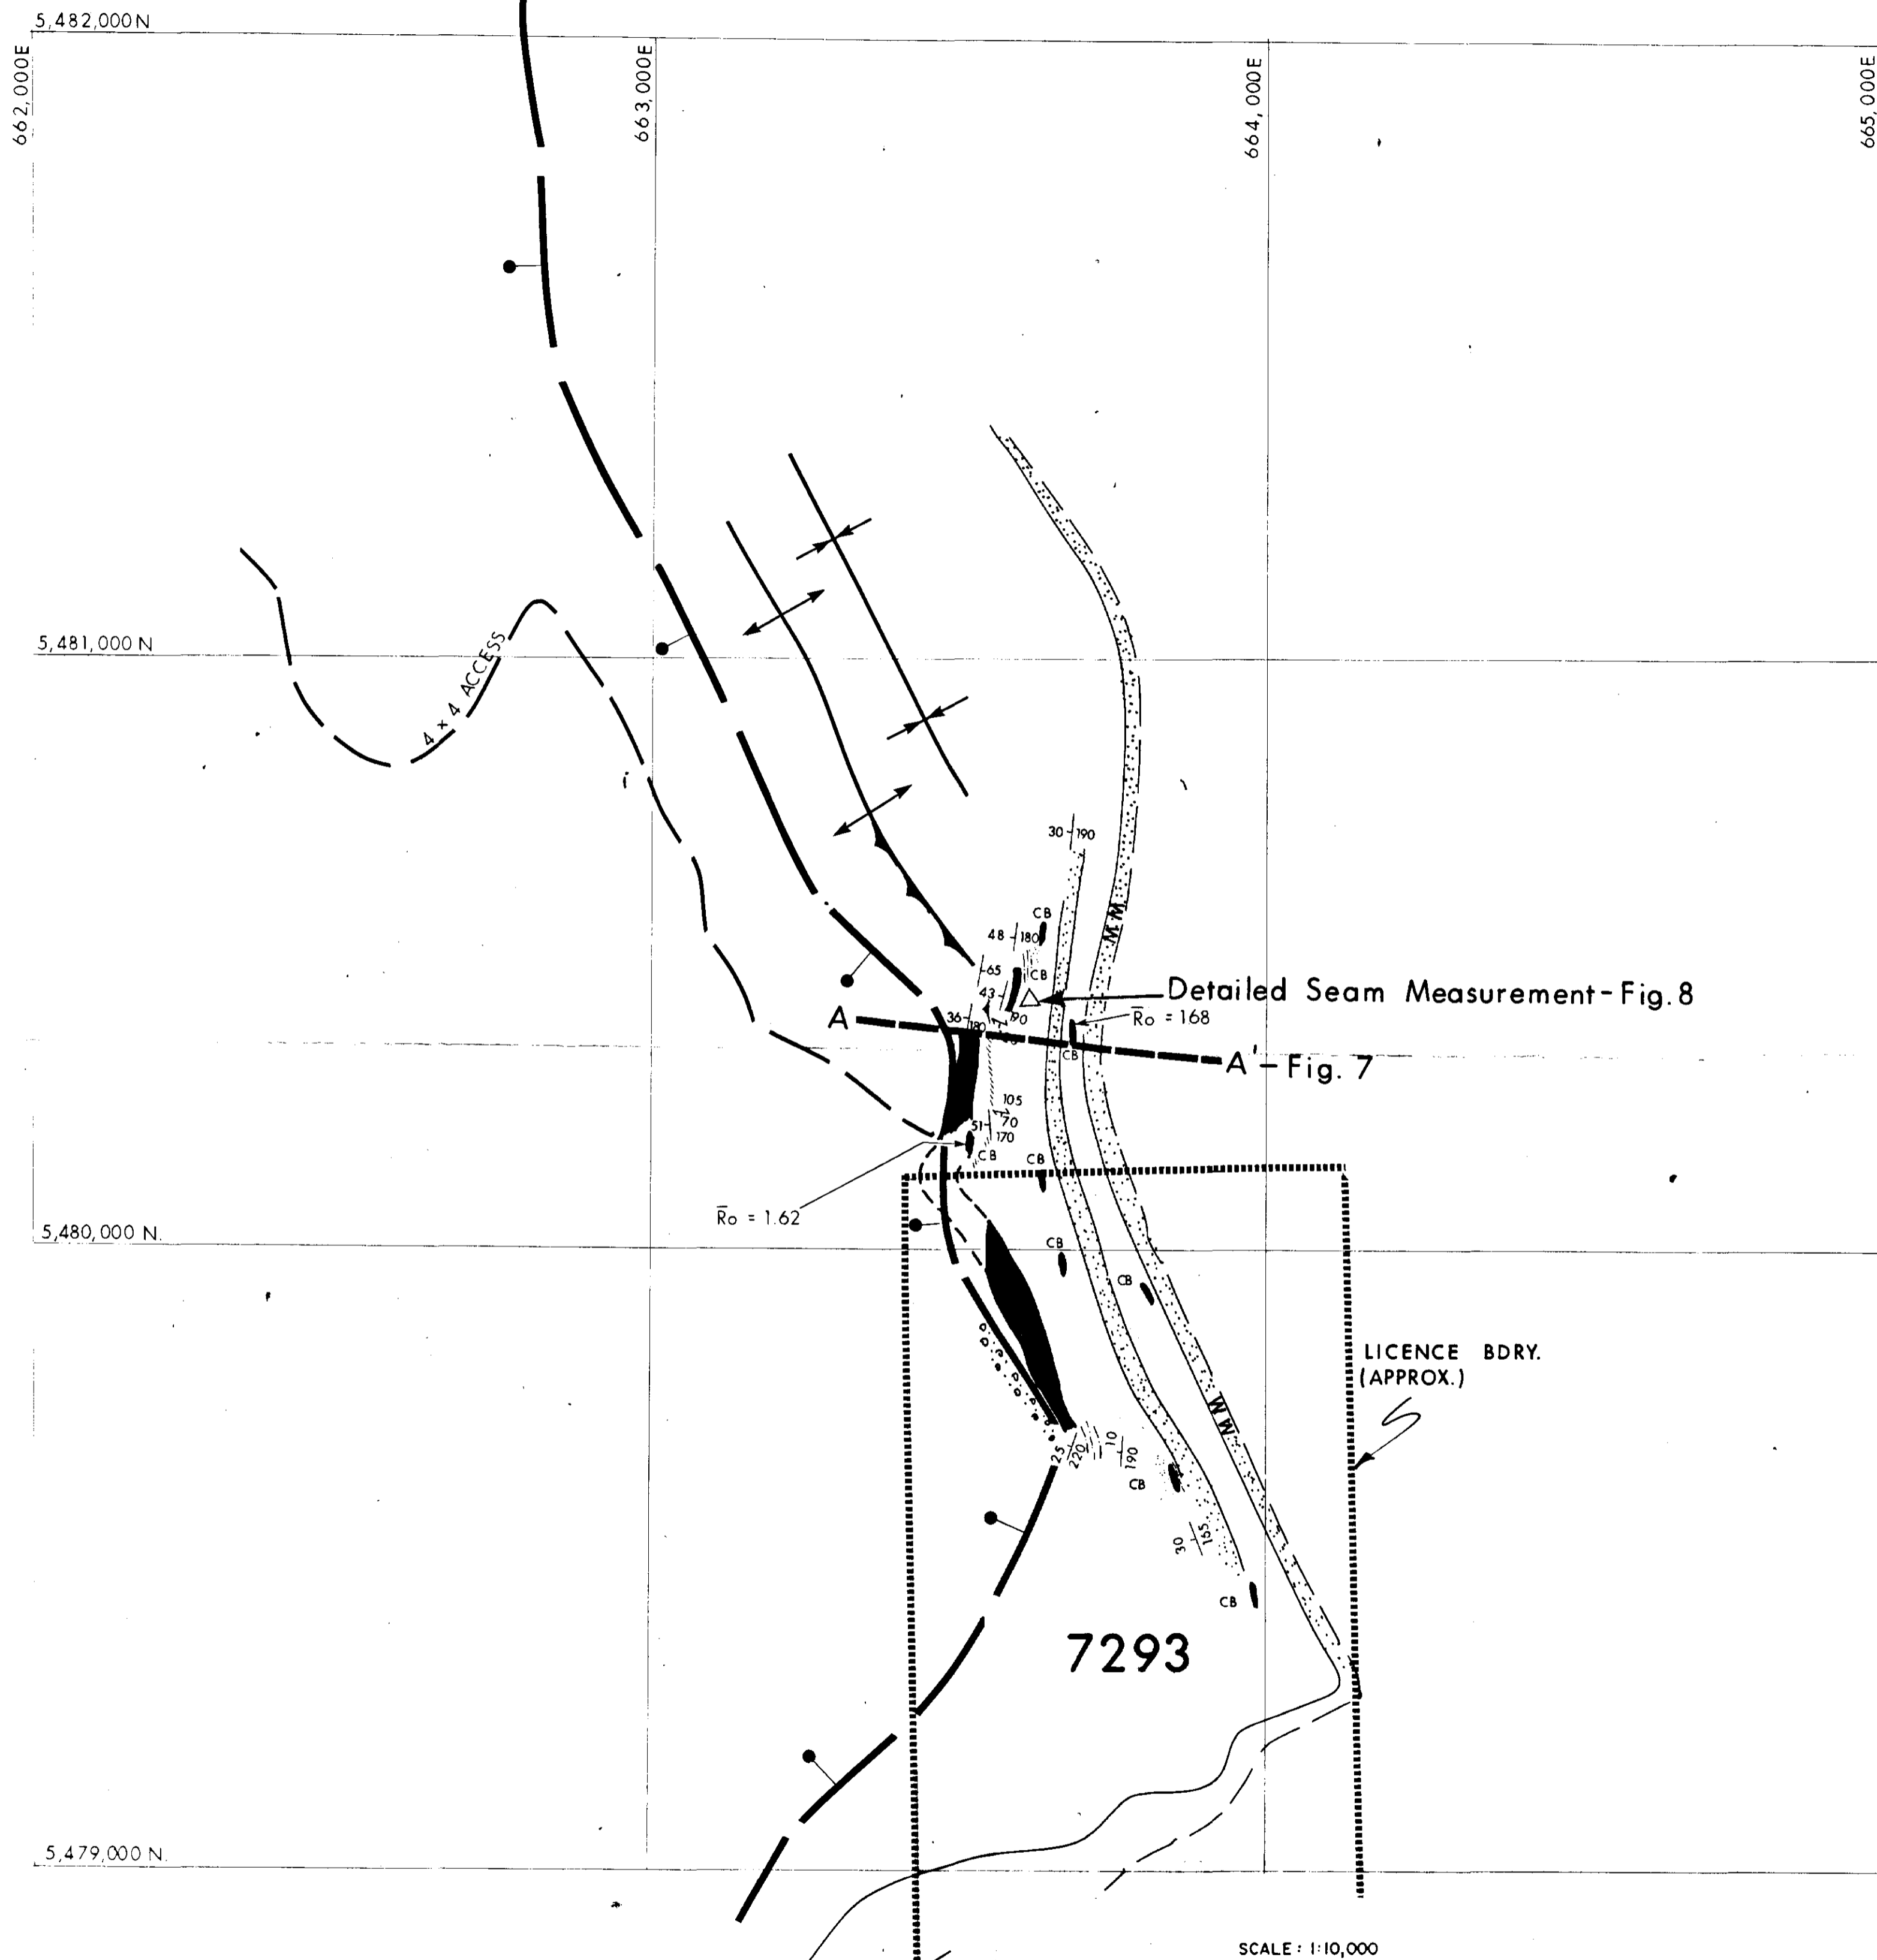 5,482,000 N
662,000E
663,000E
664,000E
665,000E
5,481,000 N
4 x 4 ACCESS
30 190
CB
48 180
65
CB
43
Detailed Seam Measurement-Fig. 8
90
R̄o = 168
36
180
A
CB
A' - Fig. 7
105
70
51
170
CB
CB
R̄o = 1.62
5,480,000 N.
CB
CB
LICENCE BDRY.
(APPROX.)
MM
MM
25
220
10
190
CB
30
165
CB
7293
5,479,000 N.
SCALE : 1:10,000